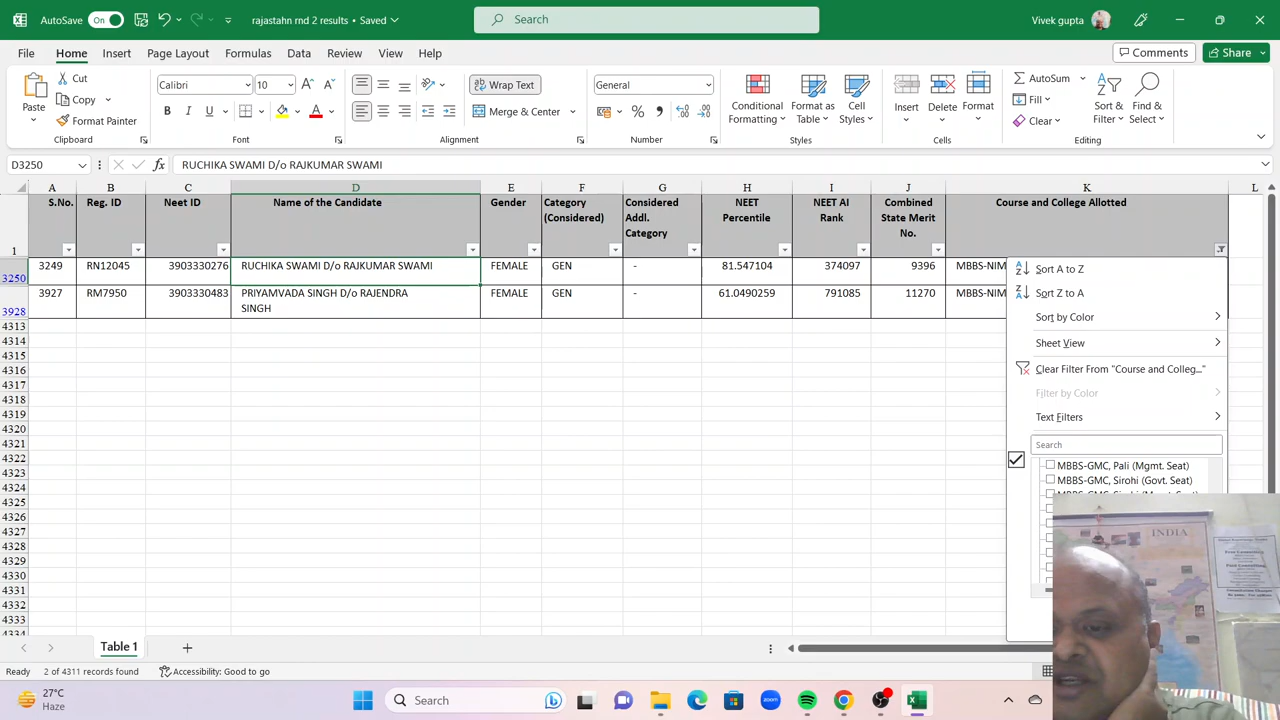 AutoSave On rajastahn rnd 2 results • Saved Search Vivek gupta
File Home Insert Page Layout Formulas Data Review View Help Comments Share
Paste Cut Copy Format Painter Clipboard
Calibri 10 A A B I U A Font
Wrap Text Merge & Center Alignment
General % , Number
Conditional Formatting Format as Table Cell Styles Styles
Insert Delete Format Cells
AutoSum Fill Clear Sort & Filter Find & Select Editing
D3250 fx RUCHIKA SWAMI D/o RAJKUMAR SWAMI
A B C D E F G H I J K L
1 S.No. Reg. ID Neet ID Name of the Candidate Gender Category (Considered) Considered Addl. Category NEET Percentile NEET AI Rank Combined State Merit No. Course and College Allotted
3250 3249 RN12045 3903330276 RUCHIKA SWAMI D/o RAJKUMAR SWAMI FEMALE GEN - 81.547104 374097 9396 MBBS-NIM
3928 3927 RM7950 3903330483 PRIYAMVADA SINGH D/o RAJENDRA SINGH FEMALE GEN - 61.0490259 791085 11270 MBBS-NIM
4313
4314
4315
4316
4317
4318
4319
4320
4321
4322
4323
4324
4325
4326
4327
4328
4329
4330
4331
4332
4333
4334
Sort A to Z
Sort Z to A
Sort by Color
Sheet View
Clear Filter From "Course and Colleg..."
Filter by Color
Text Filters
Search
MBBS-GMC, Pali (Mgmt. Seat)
MBBS-GMC, Sirohi (Govt. Seat)
INDIA
Table 1
Ready 2 of 4311 records found Accessibility: Good to go
27°C
Haze
Search
zoom